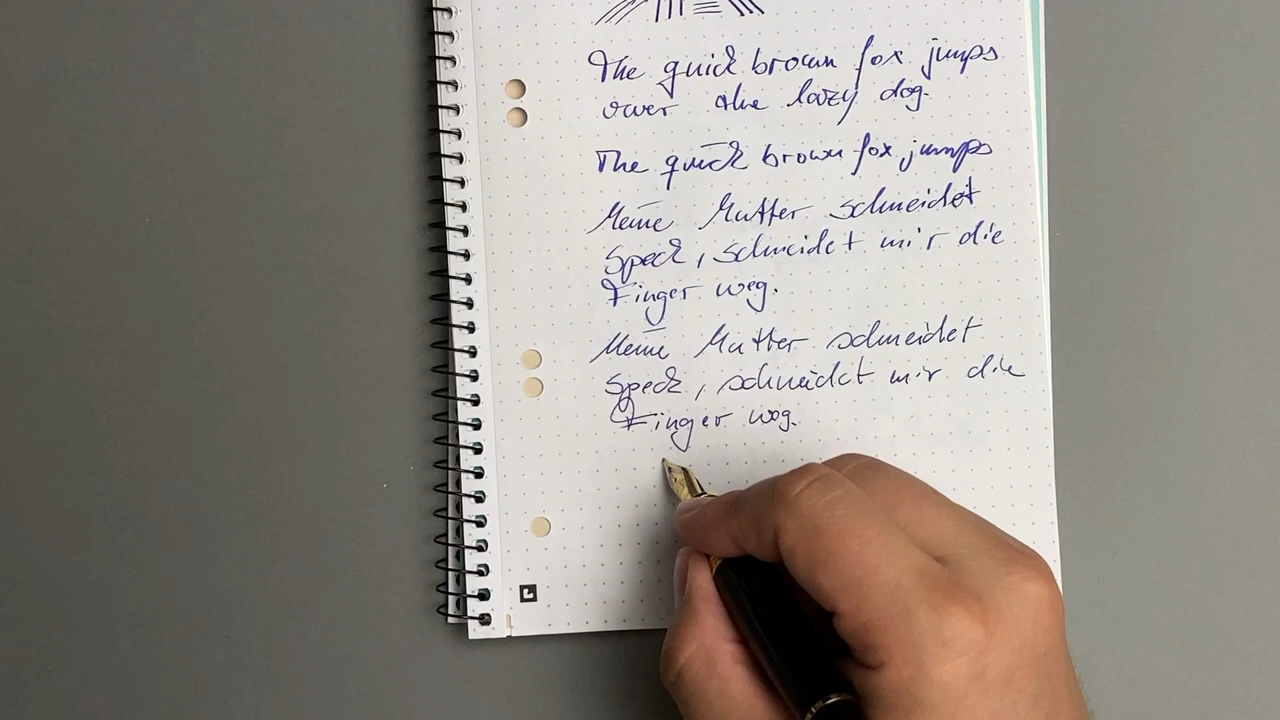 The quick brown fox jumps
over the lazy dog.
The quick brown fox jumps
Meine Mutter schneidet
Speck, schneidet mir die
Finger weg.
Meine Mutter schneidet
Speck, schneidet mir die
Finger weg.